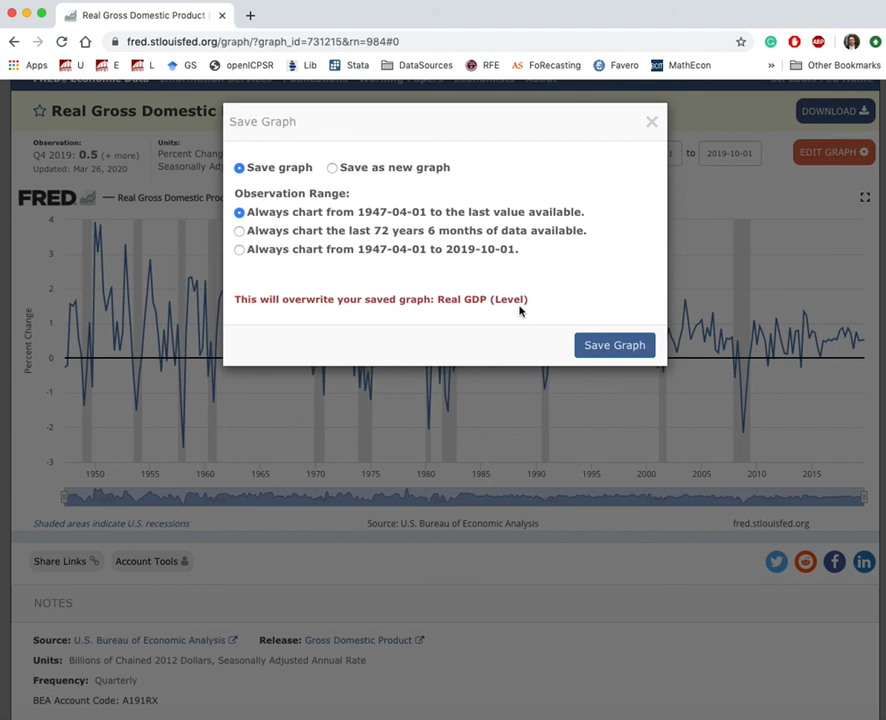 Real Gross Domestic Product
fred.stlouisfed.org/graph/?graph_id=731215&rn=984#0
Apps U E L GS openICPSR Lib Stata DataSources RFE FoRecasting Favero MathEcon » Other Bookmarks
Real Gross Domestic DOWNLOAD
Save Graph
Observation: Units:
Q4 2019: 0.5 (+ more) Percent Chang
Updated: Mar 26, 2020 Seasonally Adj
1 to 2019-10-01 EDIT GRAPH
Save graph Save as new graph
Observation Range:
Always chart from 1947-04-01 to the last value available.
Always chart the last 72 years 6 months of data available.
Always chart from 1947-04-01 to 2019-10-01.
This will overwrite your saved graph: Real GDP (Level)
Save Graph
FRED Real Gross Domestic Proc
4
3
2
1
0
-1
-2
-3
Percent Change
1950 1955 1960 1965 1970 1975 1980 1985 1990 1995 2000 2005 2010 2015
Shaded areas indicate U.S. recessions Source: U.S. Bureau of Economic Analysis fred.stlouisfed.org
Share Links Account Tools
NOTES
Source: U.S. Bureau of Economic Analysis Release: Gross Domestic Product
Units: Billions of Chained 2012 Dollars, Seasonally Adjusted Annual Rate
Frequency: Quarterly
BEA Account Code: A191RX